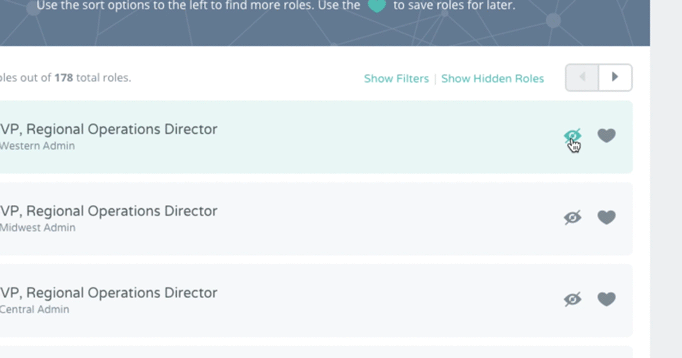 Use the sort options to the left to find more roles. Use the to save roles for later.
oles out of 178 total roles.
Show Filters | Show Hidden Roles
VP, Regional Operations Director
Western Admin
VP, Regional Operations Director
Midwest Admin
VP, Regional Operations Director
Central Admin